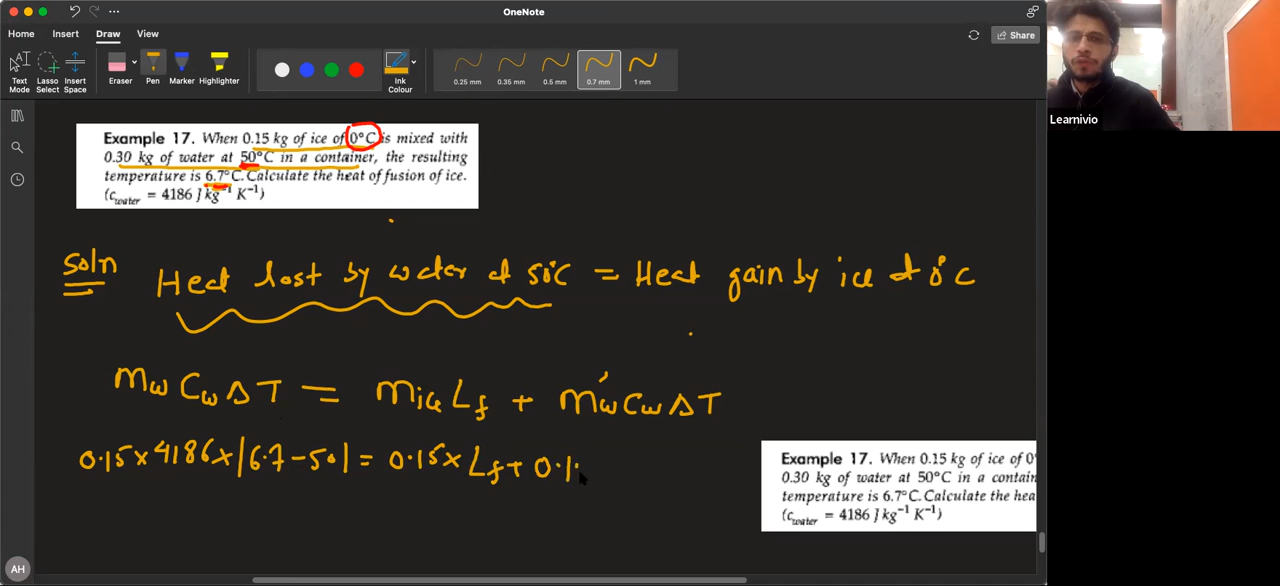 OneNote
Home Insert Draw View
Share
Text Mode
Lasso Select
Insert Space
Eraser
Pen
Marker
Highlighter
Ink Colour
0.25 mm
0.35 mm
0.5 mm
0.7 mm
1 mm
Learnivio
Example 17. When 0.15 kg of ice of 0°C is mixed with
0.30 kg of water at 50°C in a container, the resulting
temperature is 6.7°C. Calculate the heat of fusion of ice.
(c_water = 4186 J kg⁻¹ K⁻¹)
Soln
Heat lost by water at 50°C = Heat gain by ice at 0°C
Mw Cw ΔT = Mice Lf + M'w Cw ΔT
0.15 × 4186 × |6.7 - 50| = 0.15 × Lf + 0.1
Example 17. When 0.15 kg of ice of 0
0.30 kg of water at 50°C in a contain
temperature is 6.7°C. Calculate the hea
(c_water = 4186 J kg⁻¹ K⁻¹)
AH